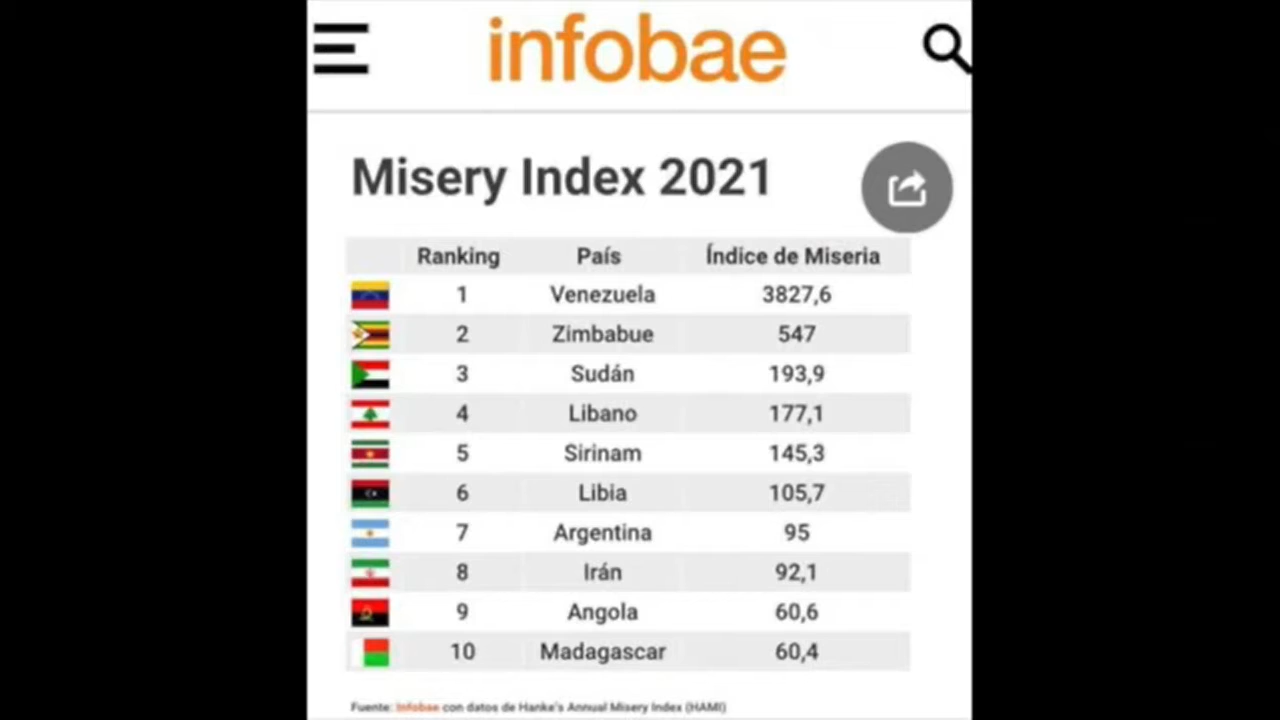 infobae
Misery Index 2021
Ranking País Índice de Miseria
1 Venezuela 3827,6
2 Zimbabue 547
3 Sudán 193,9
4 Libano 177,1
5 Sirinam 145,3
6 Libia 105,7
7 Argentina 95
8 Irán 92,1
9 Angola 60,6
10 Madagascar 60,4
Fuente: Infobae con datos de Hanke's Annual Misery Index (HAMI)